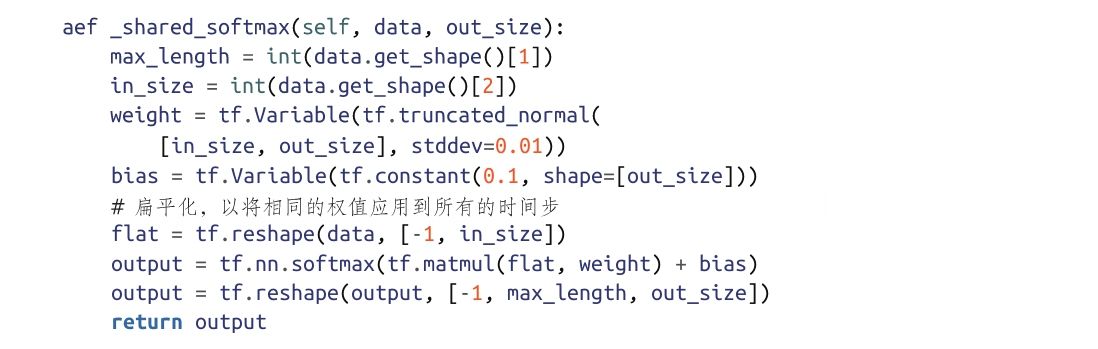 aef _shared_softmax(self, data, out_size):
    max_length = int(data.get_shape()[1])
    in_size = int(data.get_shape()[2])
    weight = tf.Variable(tf.truncated_normal(
        [in_size, out_size], stddev=0.01))
    bias = tf.Variable(tf.constant(0.1, shape=[out_size]))
    # 扁平化，以将相同的权值应用到所有的时间步
    flat = tf.reshape(data, [-1, in_size])
    output = tf.nn.softmax(tf.matmul(flat, weight) + bias)
    output = tf.reshape(output, [-1, max_length, out_size])
    return output